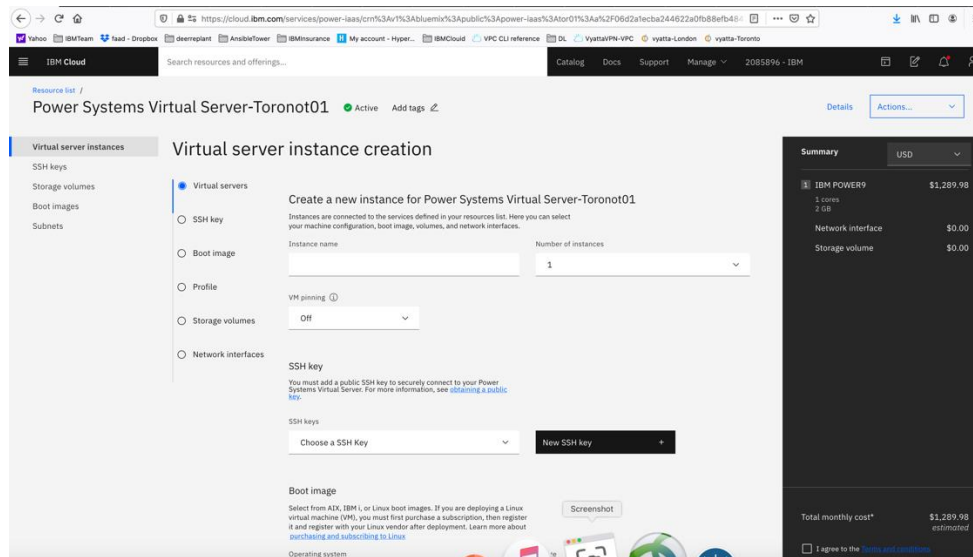 https://cloud.ibm.com/services/power-iaas/crn%3Av1%3Abluemix%3Apublic%3Apower-iaas%3Ator01%3Aa%2F06d2a1ecba244622a0fb88efb464
Yahoo IBMTeam faad - Dropbox deerreplant AnsibleTower IBMInsurance My account - Hyper... IBMClouid VPC CLI reference DL VyattaVPN-VPC vyatta-London vyatta-Toronto
IBM Cloud
Search resources and offerings...
Catalog Docs Support Manage 2085896 - IBM
Resource list /
Power Systems Virtual Server-Toronot01 Active Add tags
Details Actions...
Virtual server instances
SSH keys
Storage volumes
Boot images
Subnets
Virtual server instance creation
Virtual servers
SSH key
Boot image
Profile
Storage volumes
Network interfaces
Create a new instance for Power Systems Virtual Server-Toronot01
Instances are connected to the services defined in your resources list. Here you can select
your machine configuration, boot image, volumes, and network interfaces.
Instance name
Number of instances
1
VM pinning
Off
SSH key
You must add a public SSH key to securely connect to your Power
Systems Virtual Server. For more information, see obtaining a public
key.
SSH keys
Choose a SSH Key
New SSH key +
Boot image
Select from AIX, IBM i, or Linux boot images. If you are deploying a Linux
virtual machine (VM), you must first purchase a subscription, then register
it and register with your Linux vendor after deployment. Learn more about
purchasing and subscribing to Linux
Operating system
Screenshot
Summary
USD
1 IBM POWER9 $1,289.98
1 cores
2 GB
Network interface $0.00
Storage volume $0.00
Total monthly cost* $1,289.98
estimated
I agree to the Terms and conditions